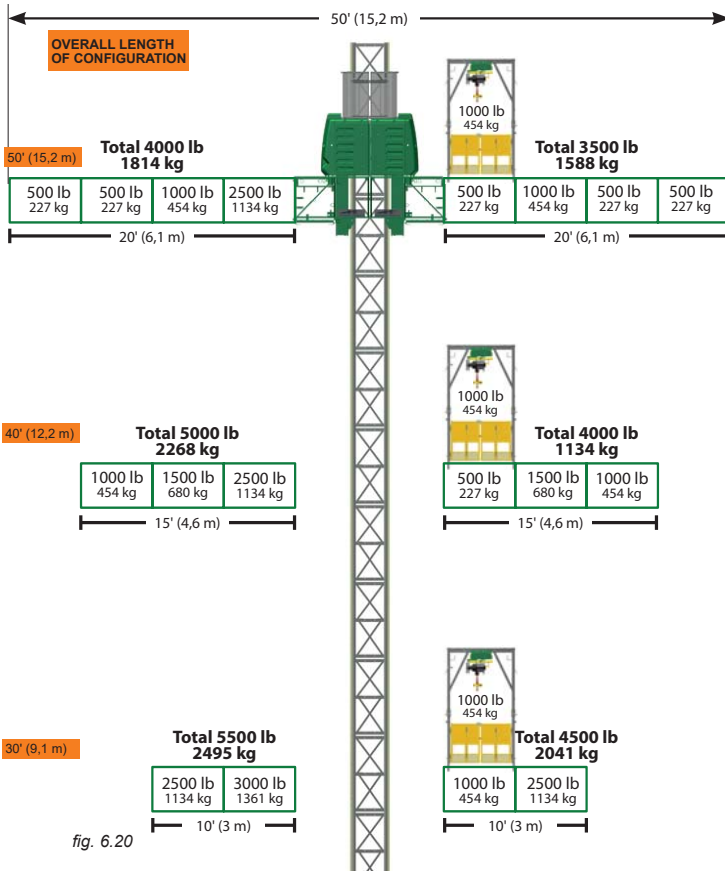 50' (15,2 m)
OVERALL LENGTH
OF CONFIGURATION
1000 lb
454 kg
Total 4000 lb
1814 kg
Total 3500 lb
1588 kg
50' (15,2 m)
500 lb
227 kg
500 lb
227 kg
1000 lb
454 kg
2500 lb
1134 kg
500 lb
227 kg
1000 lb
454 kg
500 lb
227 kg
500 lb
227 kg
20' (6,1 m)
20' (6,1 m)
1000 lb
454 kg
40' (12,2 m)
Total 5000 lb
2268 kg
Total 4000 lb
1134 kg
1000 lb
454 kg
1500 lb
680 kg
2500 lb
1134 kg
500 lb
227 kg
1500 lb
680 kg
1000 lb
454 kg
15' (4,6 m)
15' (4,6 m)
1000 lb
454 kg
30' (9,1 m)
Total 5500 lb
2495 kg
Total 4500 lb
2041 kg
2500 lb
1134 kg
3000 lb
1361 kg
1000 lb
454 kg
2500 lb
1134 kg
10' (3 m)
10' (3 m)
fig. 6.20